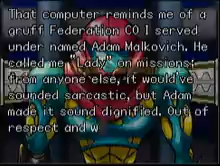 That computer reminds me of a
gruff Federation CO I served
under named Adam Malkovich. He
called me "Lady" on missions;
from anyone else, it would've
sounded sarcastic, but Adam
made it sound dignified. Out of
respect and w